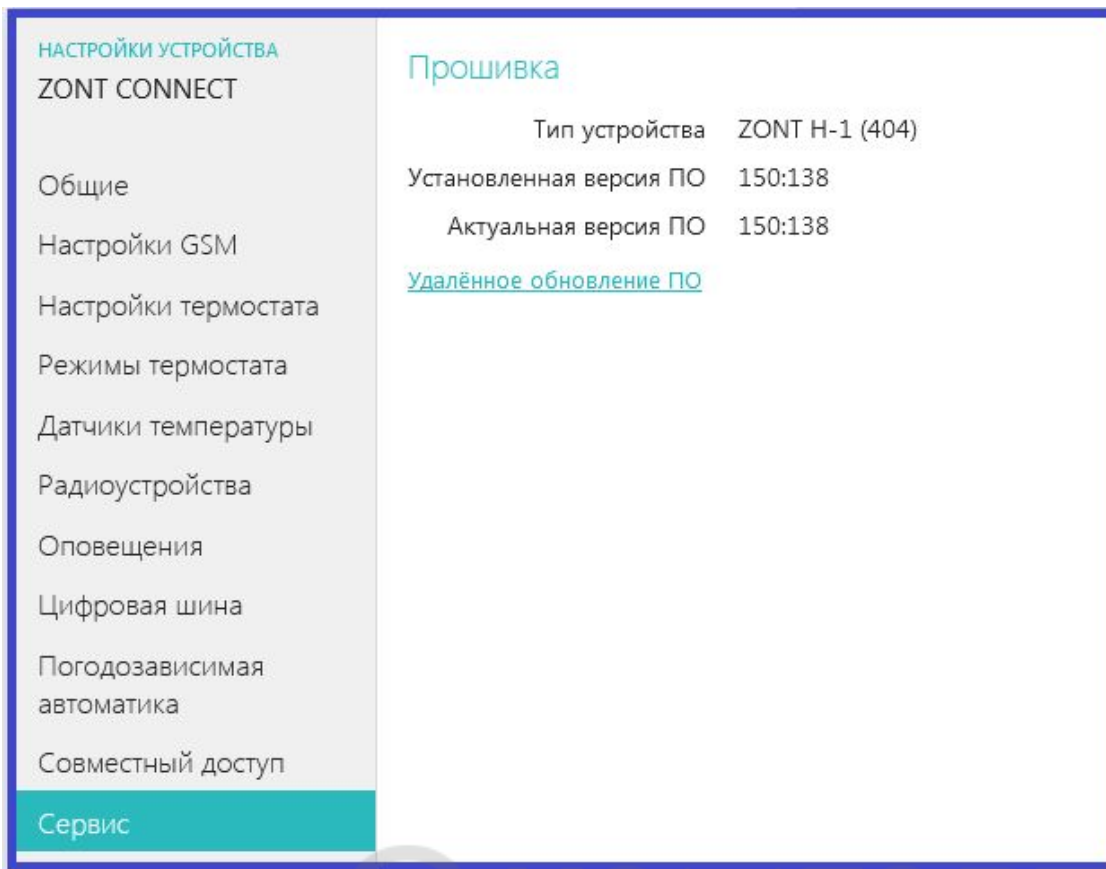 НАСТРОЙКИ УСТРОЙСТВА
ZONT CONNECT
Общие
Настройки GSM
Настройки термостата
Режимы термостата
Датчики температуры
Радиоустройства
Оповещения
Цифровая шина
Погодозависимая
автоматика
Совместный доступ
Сервис
Прошивка
Тип устройства ZONT H-1 (404)
Установленная версия ПО 150:138
Актуальная версия ПО 150:138
Удалённое обновление ПО